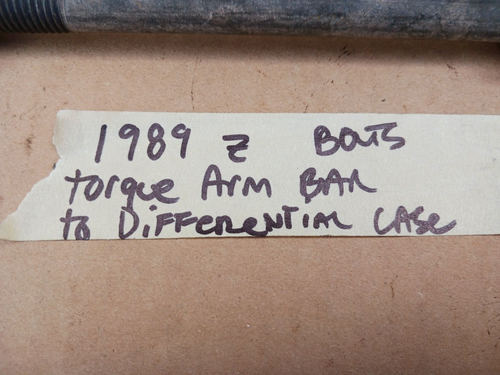 1989 Z BOLTS
torque Arm BAR
to DiFFERENTIAL CASE